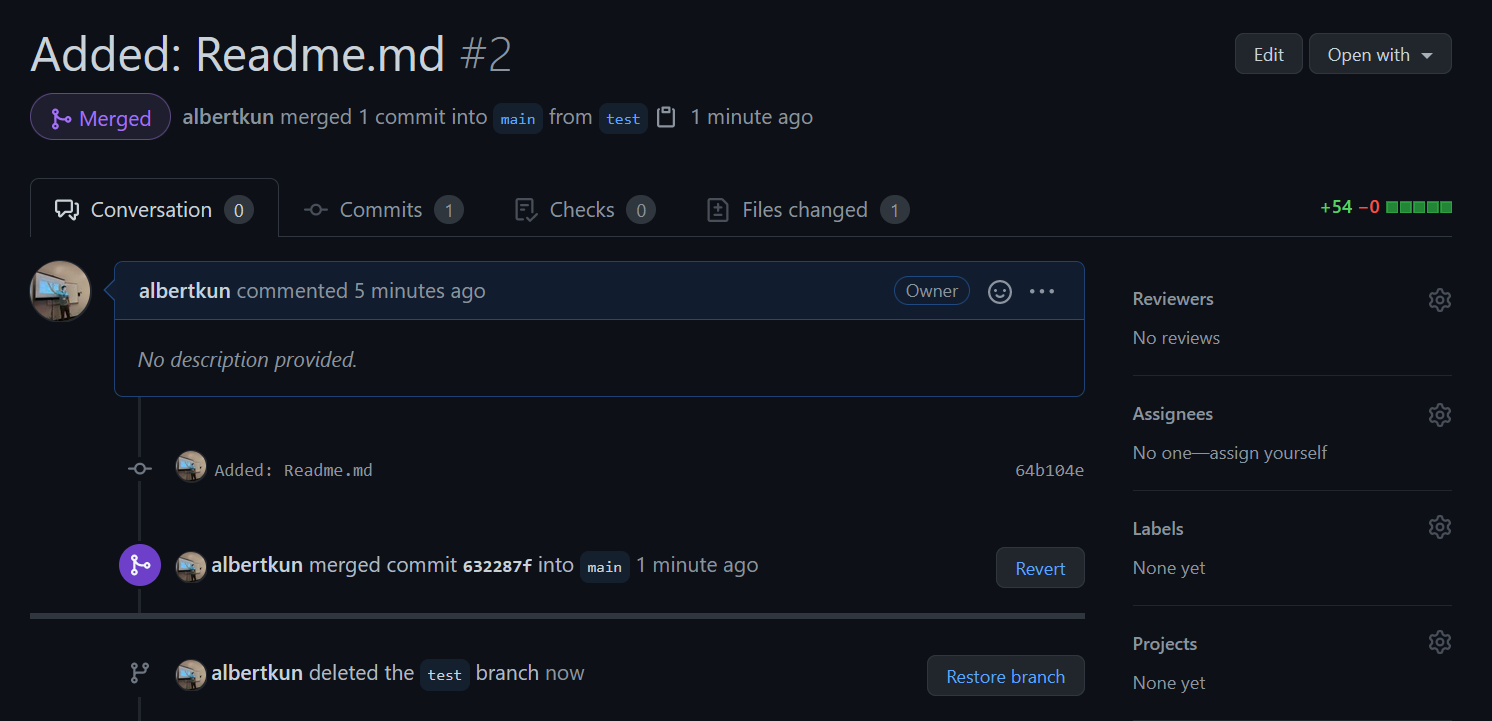 Added: Readme.md #2
Edit
Open with
Merged
albertkun merged 1 commit into main from test 1 minute ago
Conversation 0
Commits 1
Checks 0
Files changed 1
+54 −0
albertkun commented 5 minutes ago
Owner
No description provided.
Added: Readme.md
64b104e
albertkun merged commit 632287f into main 1 minute ago
Revert
albertkun deleted the test branch now
Restore branch
Reviewers
No reviews
Assignees
No one—assign yourself
Labels
None yet
Projects
None yet